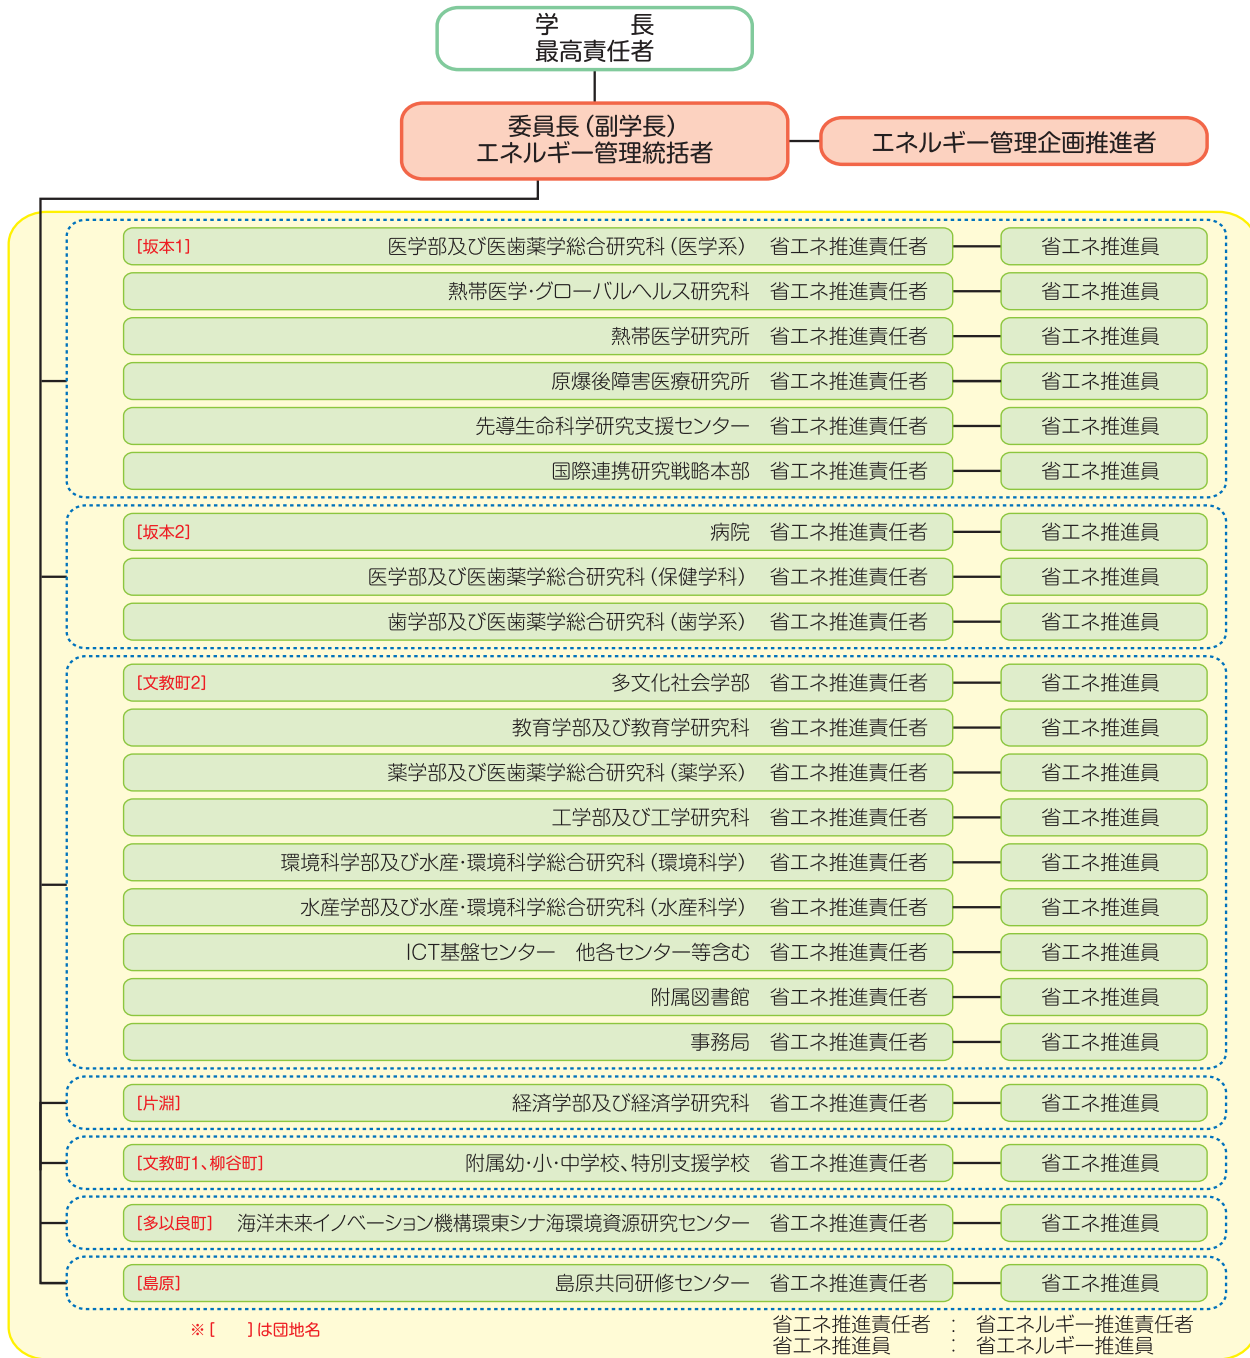 学　　　長
最高責任者
委員長（副学長）
エネルギー管理統括者
エネルギー管理企画推進者
[坂本1] 医学部及び医歯薬学総合研究科（医学系） 省エネ推進責任者 省エネ推進員
熱帯医学・グローバルヘルス研究科 省エネ推進責任者 省エネ推進員
熱帯医学研究所 省エネ推進責任者 省エネ推進員
原爆後障害医療研究所 省エネ推進責任者 省エネ推進員
先導生命科学研究支援センター 省エネ推進責任者 省エネ推進員
国際連携研究戦略本部 省エネ推進責任者 省エネ推進員
[坂本2] 病院 省エネ推進責任者 省エネ推進員
医学部及び医歯薬学総合研究科（保健学科） 省エネ推進責任者 省エネ推進員
歯学部及び医歯薬学総合研究科（歯学系） 省エネ推進責任者 省エネ推進員
[文教町2] 多文化社会学部 省エネ推進責任者 省エネ推進員
教育学部及び教育学研究科 省エネ推進責任者 省エネ推進員
薬学部及び医歯薬学総合研究科（薬学系） 省エネ推進責任者 省エネ推進員
工学部及び工学研究科 省エネ推進責任者 省エネ推進員
環境科学部及び水産・環境科学総合研究科（環境科学） 省エネ推進責任者 省エネ推進員
水産学部及び水産・環境科学総合研究科（水産科学） 省エネ推進責任者 省エネ推進員
ICT基盤センター　他各センター等含む 省エネ推進責任者 省エネ推進員
附属図書館 省エネ推進責任者 省エネ推進員
事務局 省エネ推進責任者 省エネ推進員
[片淵] 経済学部及び経済学研究科 省エネ推進責任者 省エネ推進員
[文教町1、柳谷町] 附属幼・小・中学校、特別支援学校 省エネ推進責任者 省エネ推進員
[多以良町] 海洋未来イノベーション機構環東シナ海環境資源研究センター 省エネ推進責任者 省エネ推進員
[島原] 島原共同研修センター 省エネ推進責任者 省エネ推進員
※[　　]は団地名
省エネ推進責任者　：　省エネルギー推進責任者
省エネ推進員　：　省エネルギー推進員